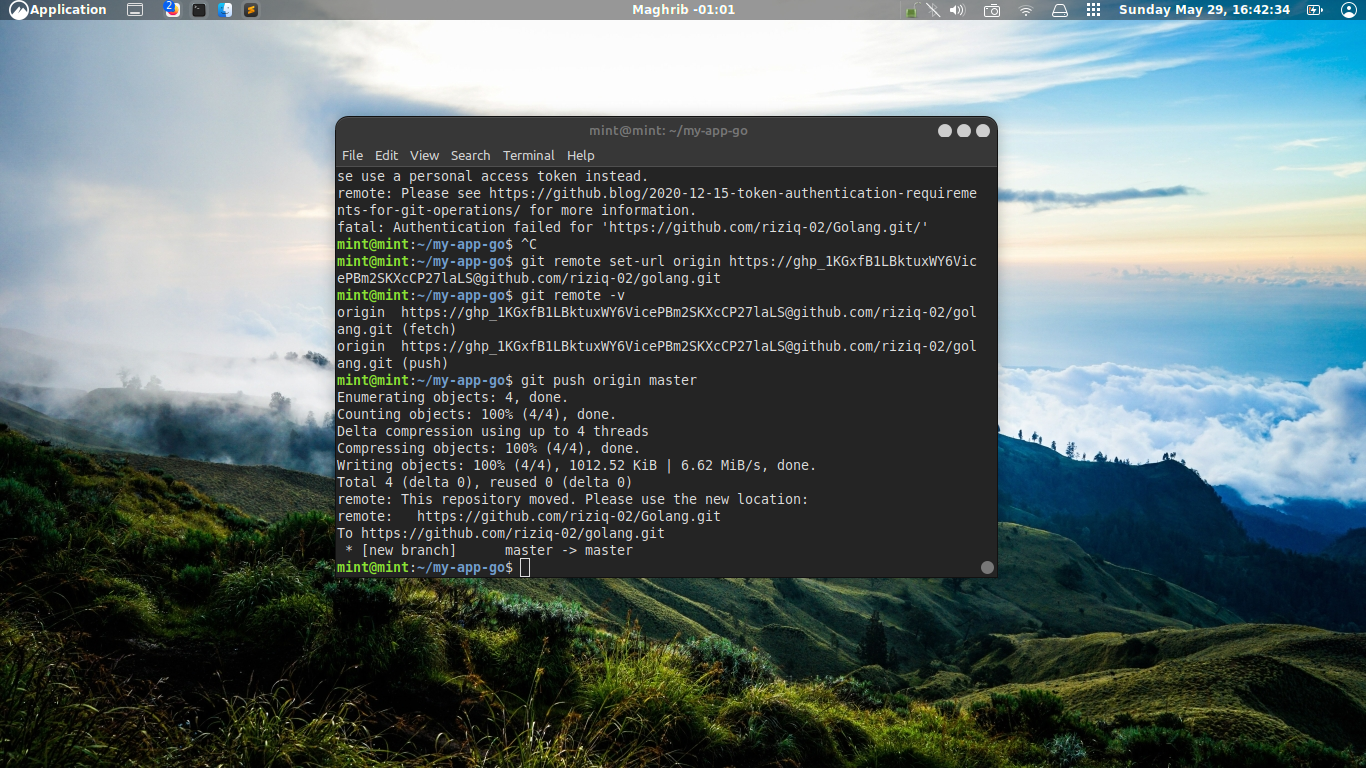 Application
2
Maghrib -01:01
Sunday May 29, 16:42:34
mint@mint: ~/my-app-go
File Edit View Search Terminal Help
se use a personal access token instead.
remote: Please see https://github.blog/2020-12-15-token-authentication-requireme
nts-for-git-operations/ for more information.
fatal: Authentication failed for 'https://github.com/riziq-02/Golang.git/'
mint@mint:~/my-app-go$ ^C
mint@mint:~/my-app-go$ git remote set-url origin https://ghp_1KGxfB1LBktuxWY6Vic
ePBm2SKXcCP27laLS@github.com/riziq-02/golang.git
mint@mint:~/my-app-go$ git remote -v
origin  https://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@github.com/riziq-02/gol
ang.git (fetch)
origin  https://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@github.com/riziq-02/gol
ang.git (push)
mint@mint:~/my-app-go$ git push origin master
Enumerating objects: 4, done.
Counting objects: 100% (4/4), done.
Delta compression using up to 4 threads
Compressing objects: 100% (4/4), done.
Writing objects: 100% (4/4), 1012.52 KiB | 6.62 MiB/s, done.
Total 4 (delta 0), reused 0 (delta 0)
remote: This repository moved. Please use the new location:
remote:   https://github.com/riziq-02/Golang.git
To https://github.com/riziq-02/golang.git
 * [new branch]      master -> master
mint@mint:~/my-app-go$